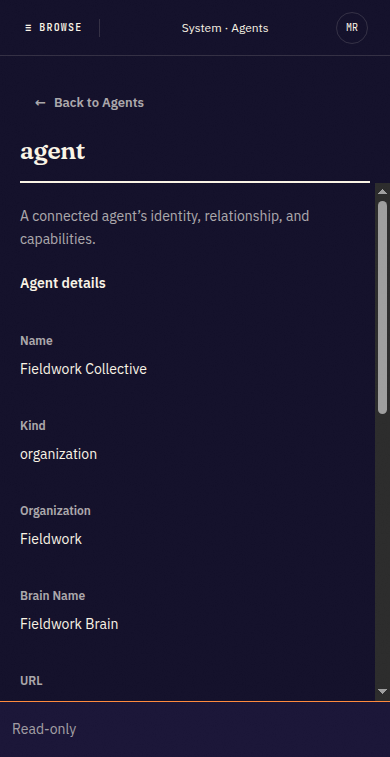 ≡ BROWSE
System · Agents
MR
← Back to Agents
agent
A connected agent’s identity, relationship, and
capabilities.
Agent details
Name
Fieldwork Collective
Kind
organization
Organization
Fieldwork
Brain Name
Fieldwork Brain
URL
Read-only